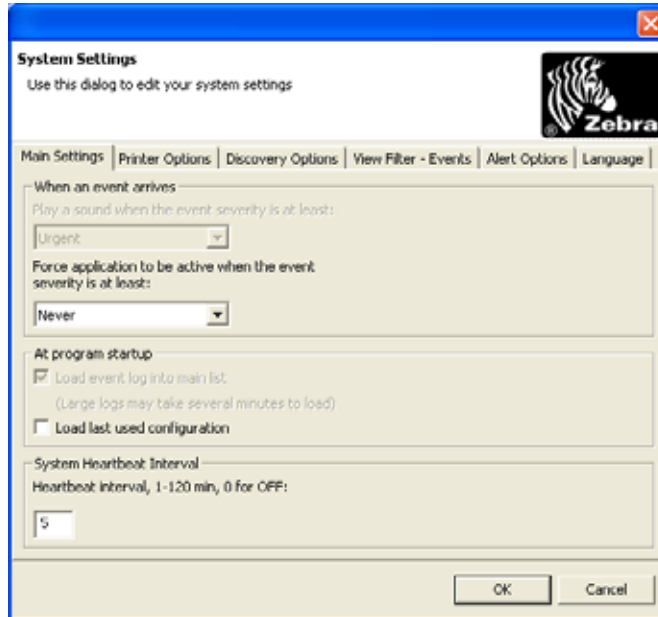 System Settings
Use this dialog to edit your system settings
® Zebra
Main Settings Printer Options Discovery Options View Filter - Events Alert Options Language
When an event arrives
Play a sound when the event severity is at least:
Urgent
Force application to be active when the event
severity is at least:
Never
At program startup
Load event log into main list
(Large logs may take several minutes to load)
Load last used configuration
System Heartbeat Interval
Heartbeat interval, 1-120 min, 0 for OFF:
5
OK Cancel